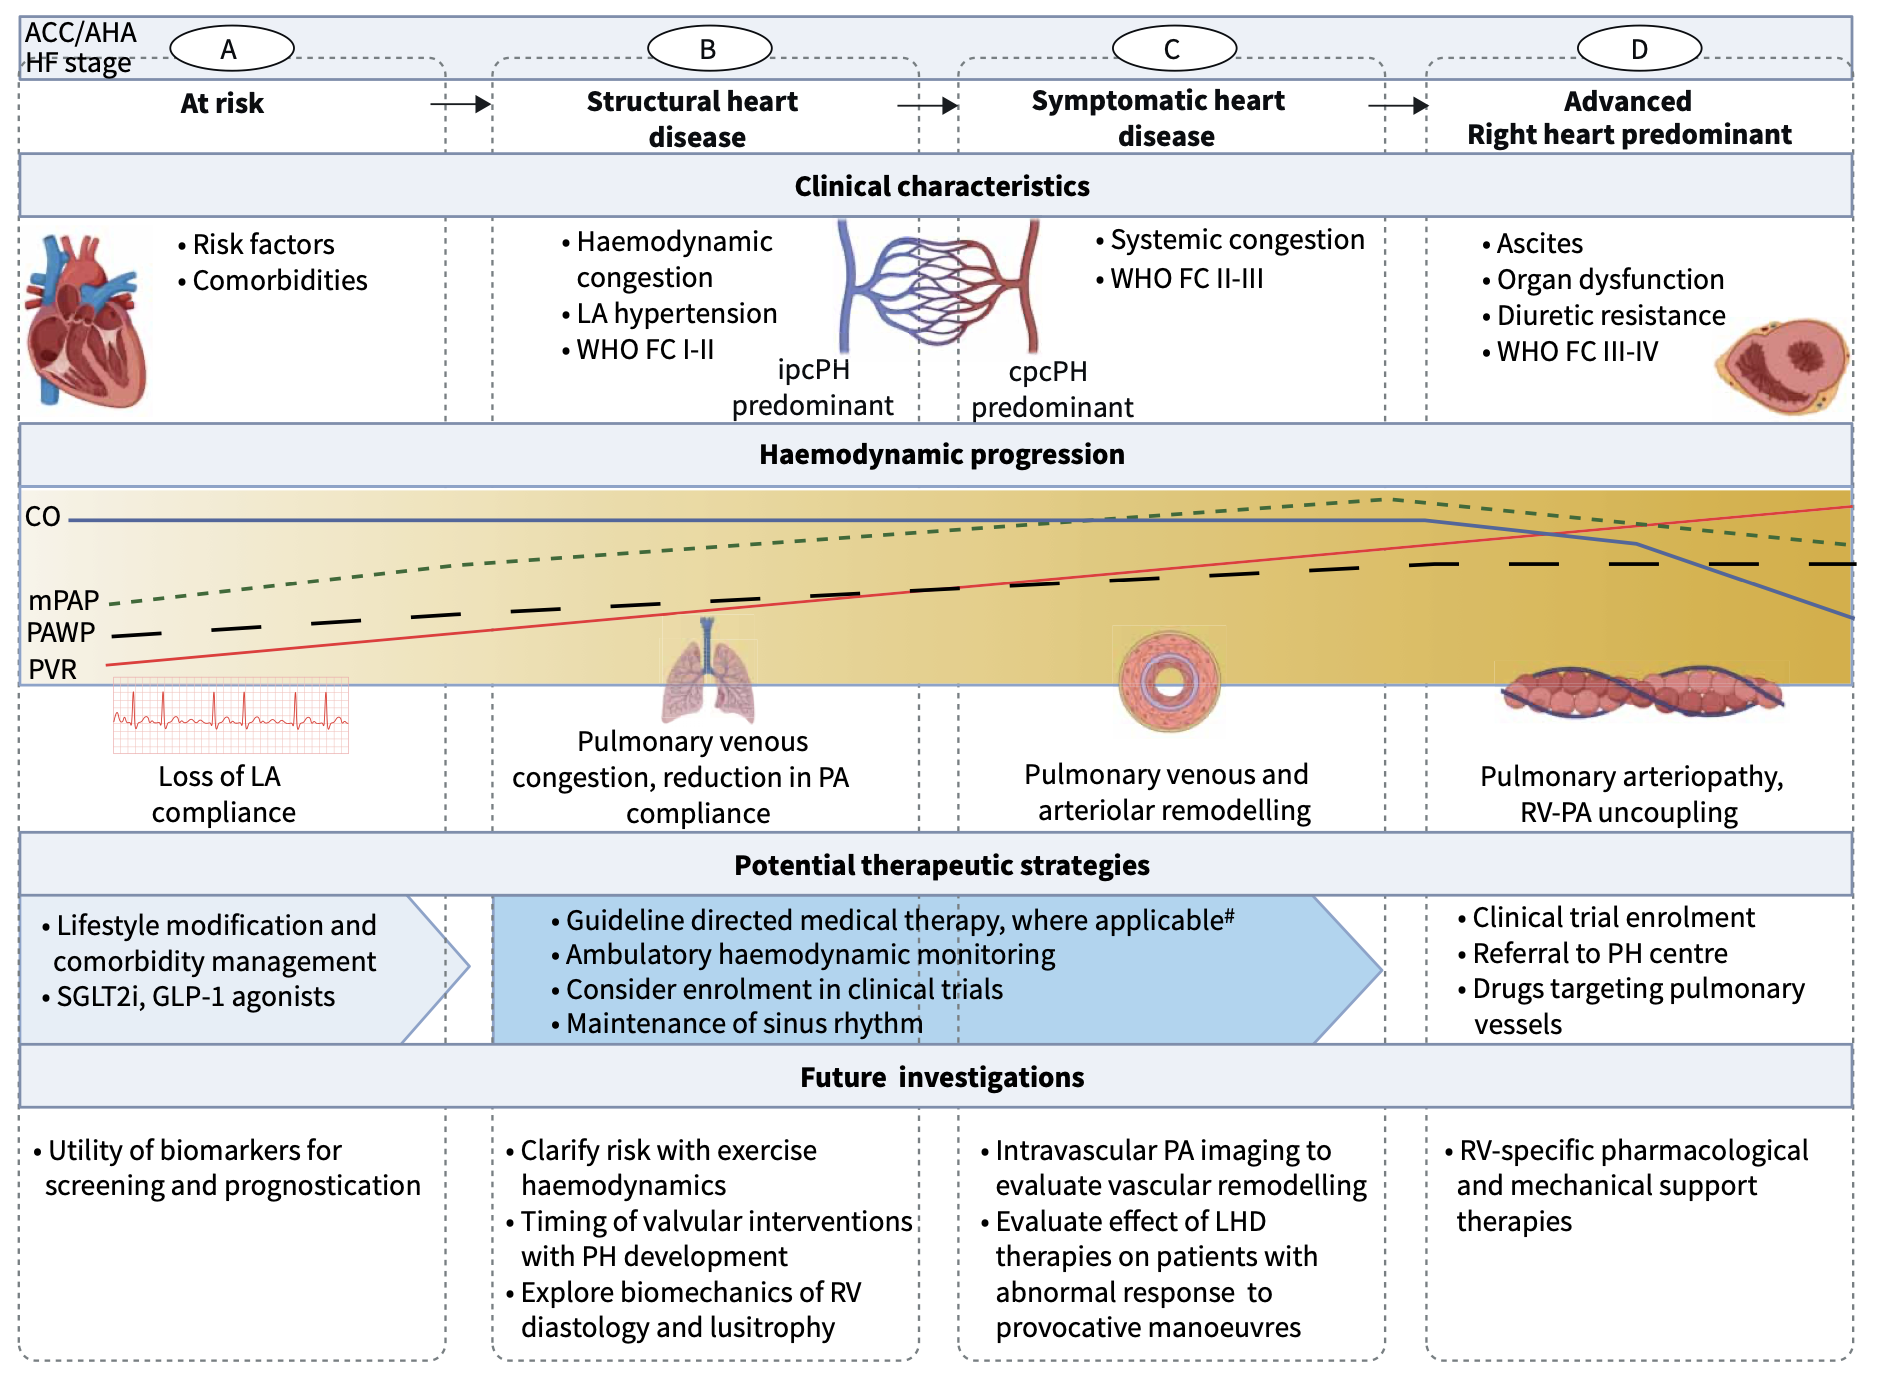 ACC/AHA
HF stage
A
B
C
D
At risk
Structural heart
disease
Symptomatic heart
disease
Advanced
Right heart predominant
Clinical characteristics
• Risk factors
• Comorbidities
• Haemodynamic
congestion
• LA hypertension
• WHO FC I-II
ipcPH
predominant
cpcPH
predominant
• Systemic congestion
• WHO FC II-III
• Ascites
• Organ dysfunction
• Diuretic resistance
• WHO FC III-IV
Haemodynamic progression
CO
mPAP
PAWP
PVR
Loss of LA
compliance
Pulmonary venous
congestion, reduction in PA
compliance
Pulmonary venous and
arteriolar remodelling
Pulmonary arteriopathy,
RV-PA uncoupling
Potential therapeutic strategies
• Lifestyle modification and
comorbidity management
• SGLT2i, GLP-1 agonists
• Guideline directed medical therapy, where applicable#
• Ambulatory haemodynamic monitoring
• Consider enrolment in clinical trials
• Maintenance of sinus rhythm
• Clinical trial enrolment
• Referral to PH centre
• Drugs targeting pulmonary
vessels
Future investigations
• Utility of biomarkers for
screening and prognostication
• Clarify risk with exercise
haemodynamics
• Timing of valvular interventions
with PH development
• Explore biomechanics of RV
diastology and lusitrophy
• Intravascular PA imaging to
evaluate vascular remodelling
• Evaluate effect of LHD
therapies on patients with
abnormal response to
provocative manoeuvres
• RV-specific pharmacological
and mechanical support
therapies